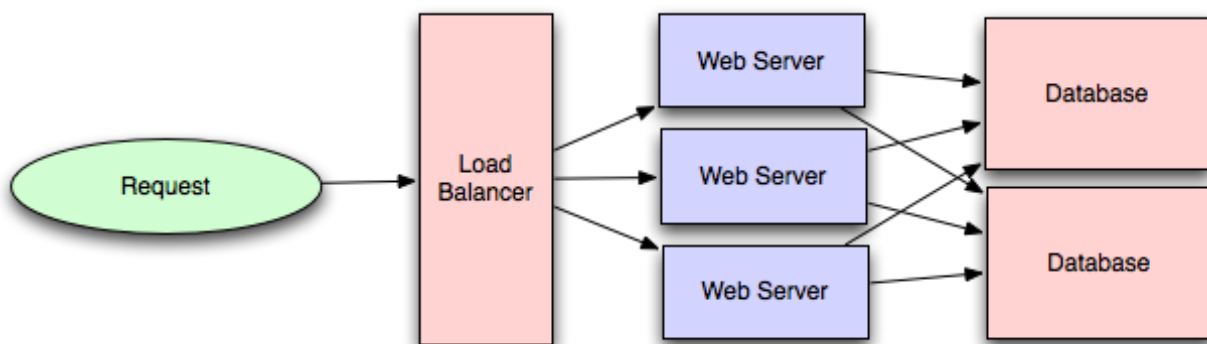 Request
Load
Balancer
Web Server
Web Server
Web Server
Database
Database